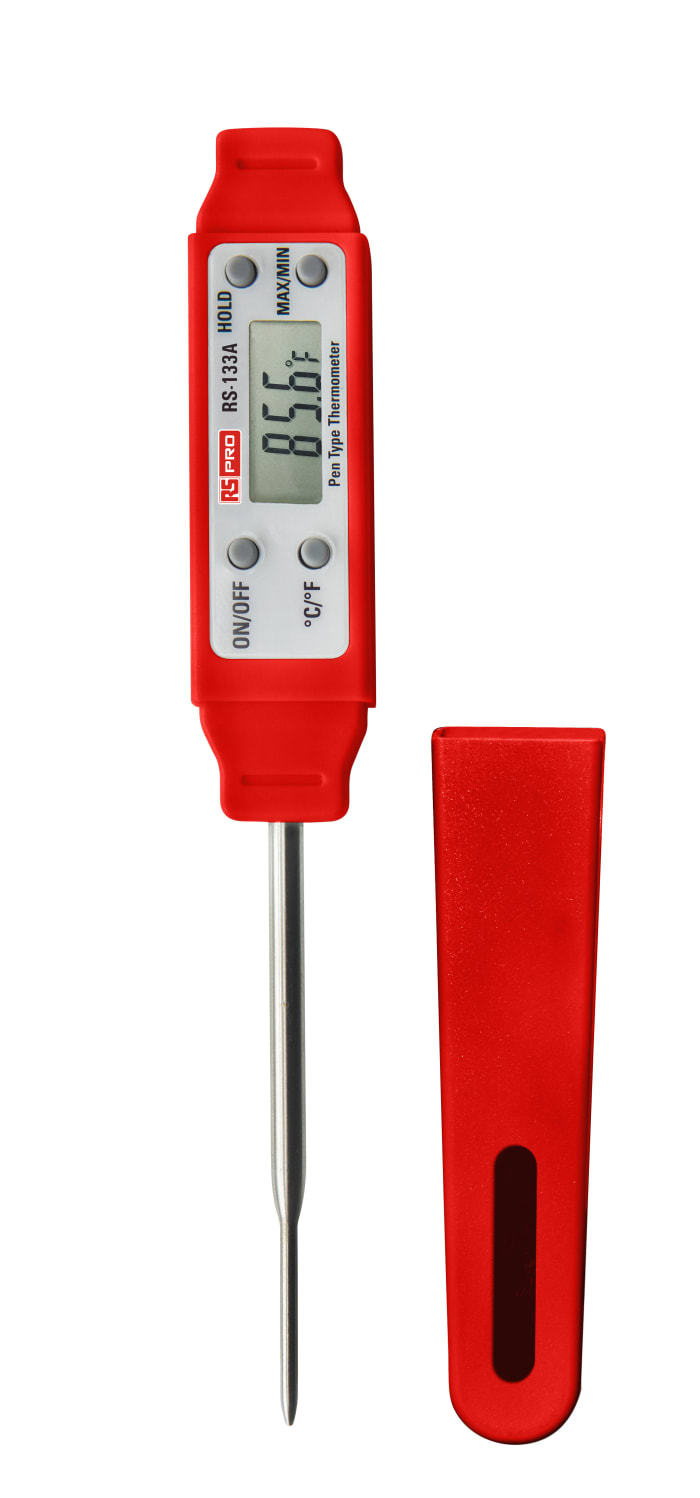 RS PRO RS-133A
ON/OFF
HOLD
85.6°F
°C/°F
MAX/MIN
Pen Type Thermometer